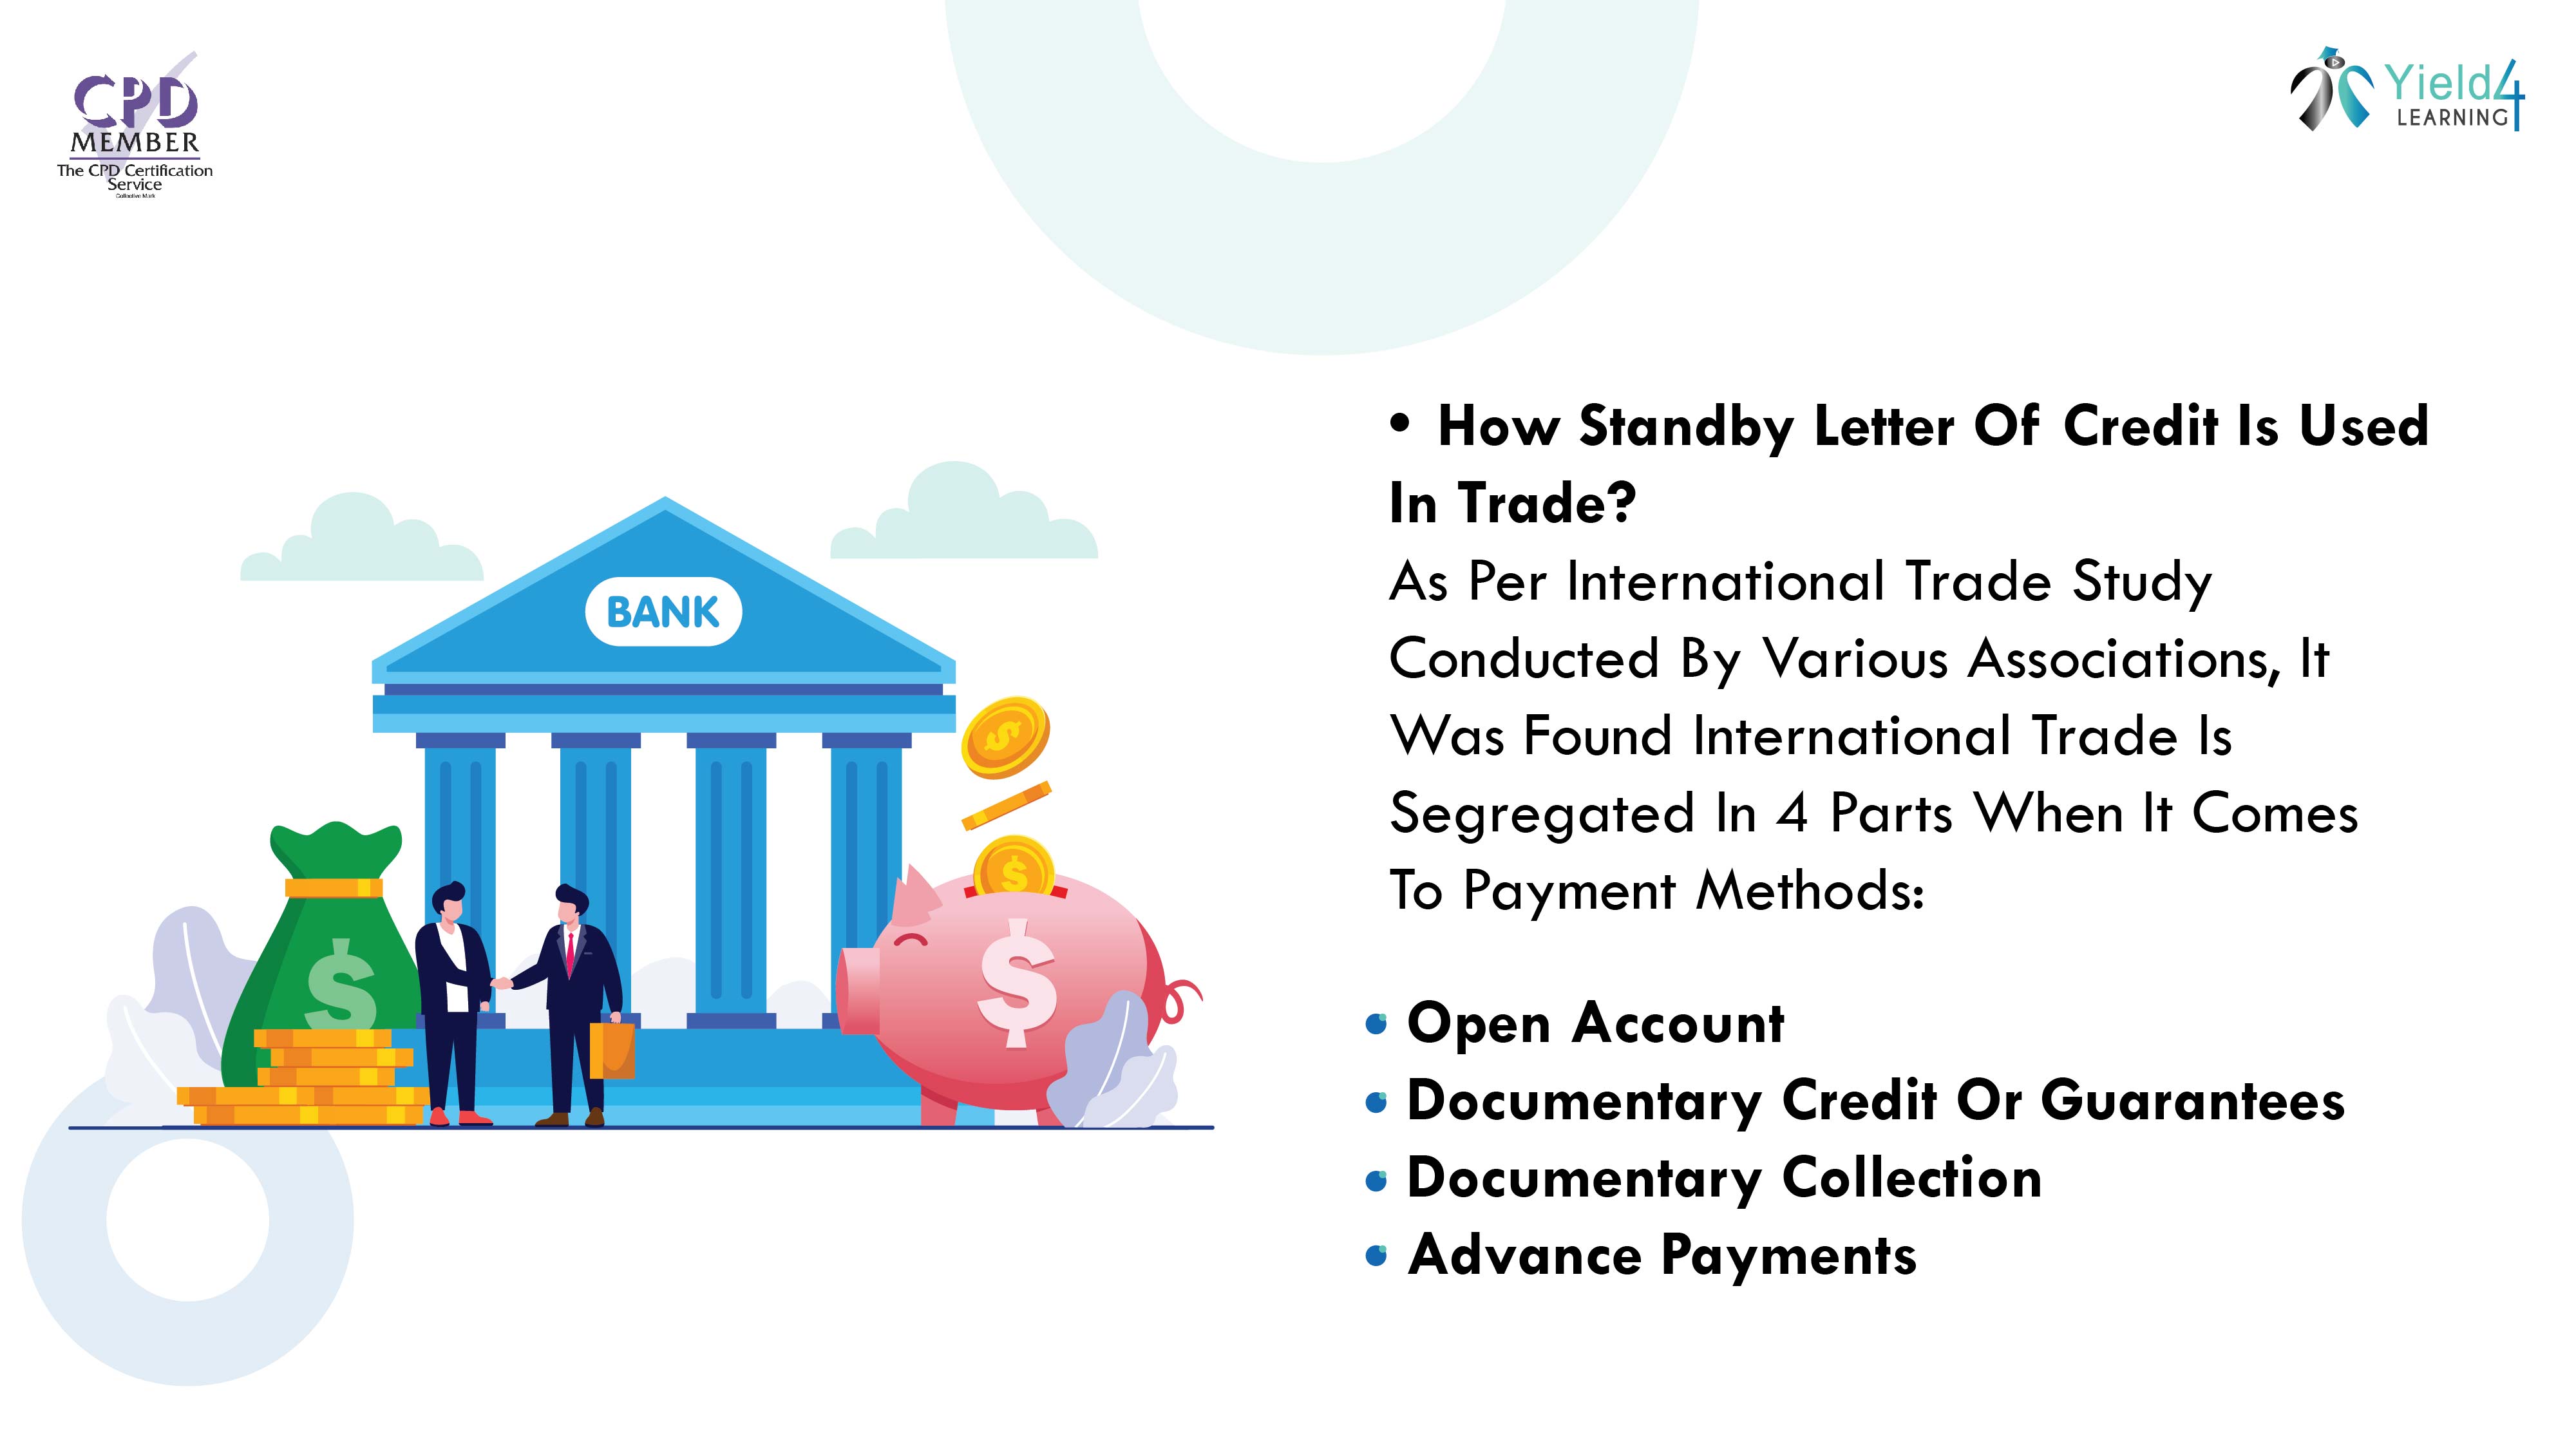 CPD
MEMBER
The CPD Certification
Service
Collective Mark
Yield4
LEARNING
• How Standby Letter Of Credit Is Used
In Trade?
As Per International Trade Study
Conducted By Various Associations, It
Was Found International Trade Is
Segregated In 4 Parts When It Comes
To Payment Methods:
BANK
$
$
$
$
$
Open Account
Documentary Credit Or Guarantees
Documentary Collection
Advance Payments